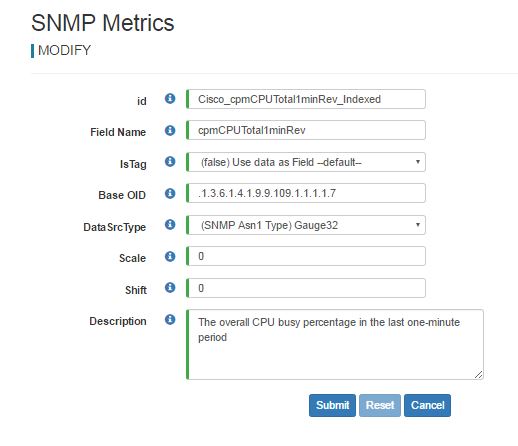 SNMP Metrics
MODIFY
id Cisco_cpmCPUTotal1minRev_Indexed
Field Name cpmCPUTotal1minRev
IsTag (false) Use data as Field --default--
Base OID .1.3.6.1.4.1.9.9.109.1.1.1.1.7
DataSrcType (SNMP Asn1 Type) Gauge32
Scale 0
Shift 0
Description The overall CPU busy percentage in the last one-minute
period
Submit Reset Cancel